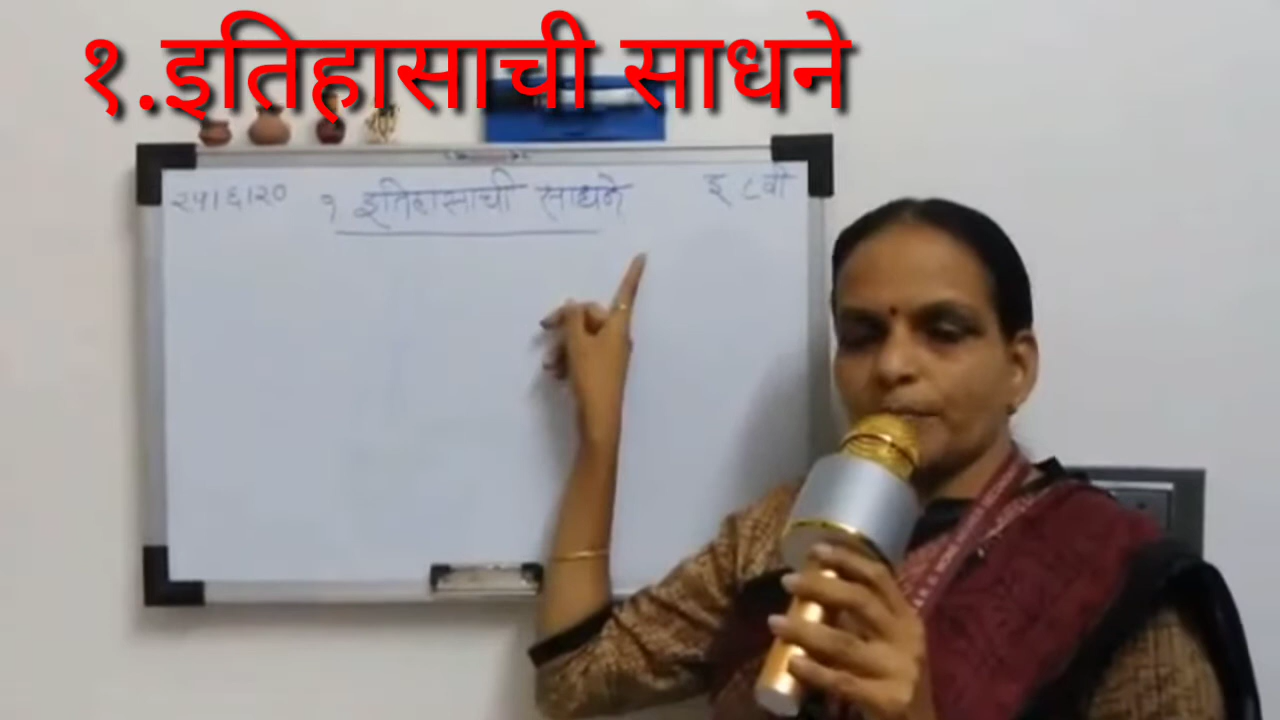 १.इतिहासाची साधने
२५।६।२० १ इतिहासाची साधने इ ८वी